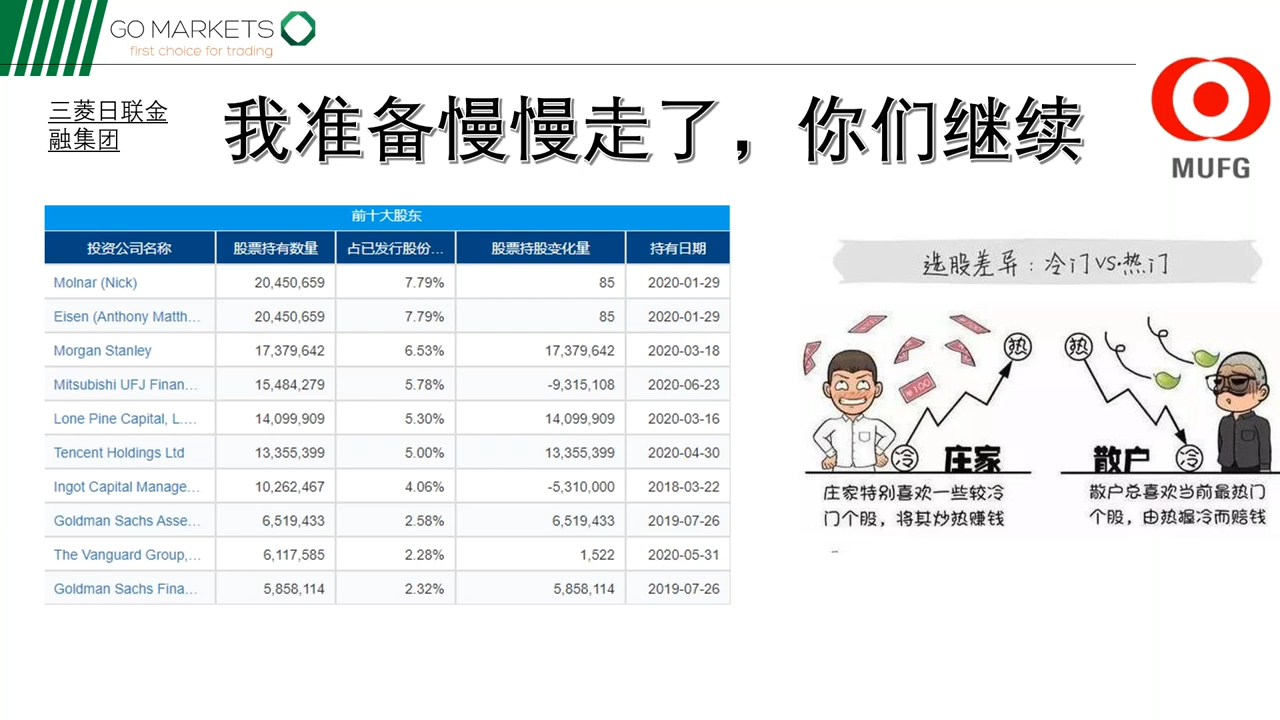 GO MARKETS
first choice for trading
三菱日联金
融集团
我准备慢慢走了，你们继续
MUFG
前十大股东
投资公司名称 股票持有数量 占已发行股份... 股票持股变化量 持有日期
Molnar (Nick) 20,450,659 7.79% 85 2020-01-29
Eisen (Anthony Matth... 20,450,659 7.79% 85 2020-01-29
Morgan Stanley 17,379,642 6.53% 17,379,642 2020-03-18
Mitsubishi UFJ Finan... 15,484,279 5.78% -9,315,108 2020-06-23
Lone Pine Capital, L.... 14,099,909 5.30% 14,099,909 2020-03-16
Tencent Holdings Ltd 13,355,399 5.00% 13,355,399 2020-04-30
Ingot Capital Manage... 10,262,467 4.06% -5,310,000 2018-03-22
Goldman Sachs Asse... 6,519,433 2.58% 6,519,433 2019-07-26
The Vanguard Group,... 6,117,585 2.28% 1,522 2020-05-31
Goldman Sachs Fina... 5,858,114 2.32% 5,858,114 2019-07-26
选股差异：冷门VS·热门
热
热
¥100
冷
庄家
散户
冷
庄家特别喜欢一些较冷
门个股，将其炒热赚钱
散户总喜欢当前最热门
个股，由热握冷而赔钱